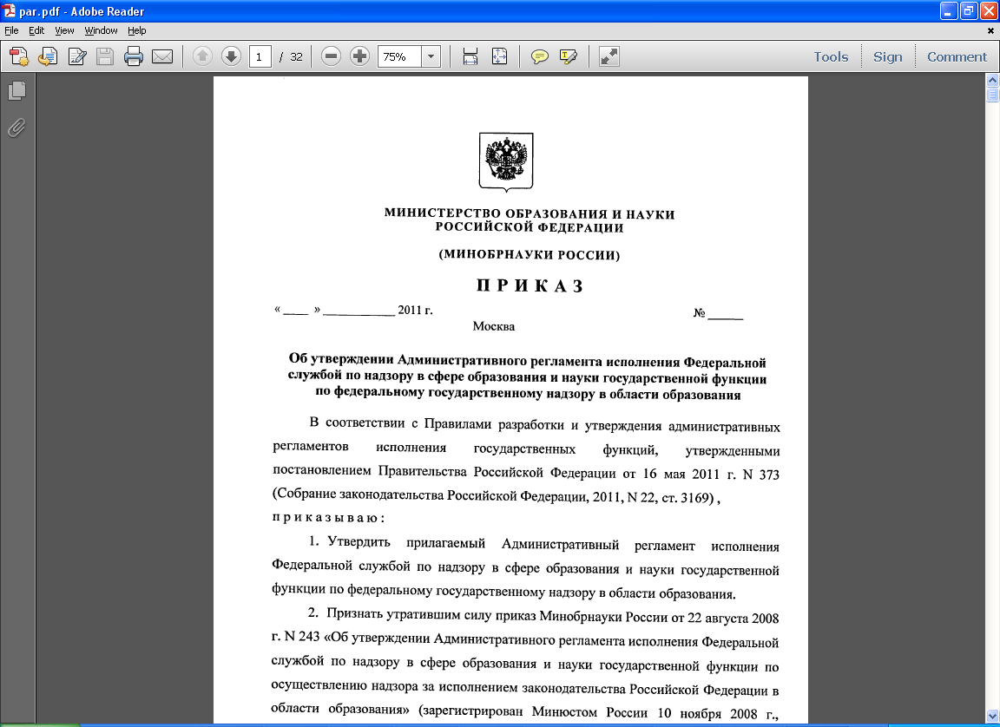 par.pdf - Adobe Reader
File Edit View Window Help
1 / 32 75% Tools Sign Comment
МИНИСТЕРСТВО ОБРАЗОВАНИЯ И НАУКИ
РОССИЙСКОЙ ФЕДЕРАЦИИ
(МИНОБРНАУКИ РОССИИ)
П Р И К А З
« ____ » ____________ 2011 г. № ______
Москва
Об утверждении Административного регламента исполнения Федеральной
службой по надзору в сфере образования и науки государственной функции
по федеральному государственному надзору в области образования
В соответствии с Правилами разработки и утверждения административных
регламентов исполнения государственных функций, утвержденными
постановлением Правительства Российской Федерации от 16 мая 2011 г. N 373
(Собрание законодательства Российской Федерации, 2011, N 22, ст. 3169) ,
п р и к а з ы в а ю :
1. Утвердить прилагаемый Административный регламент исполнения
Федеральной службой по надзору в сфере образования и науки государственной
функции по федеральному государственному надзору в области образования.
2. Признать утратившим силу приказ Минобрнауки России от 22 августа 2008
г. N 243 «Об утверждении Административного регламента исполнения Федеральной
службой по надзору в сфере образования и науки государственной функции по
осуществлению надзора за исполнением законодательства Российской Федерации в
области образования» (зарегистрирован Минюстом России 10 ноября 2008 г.,